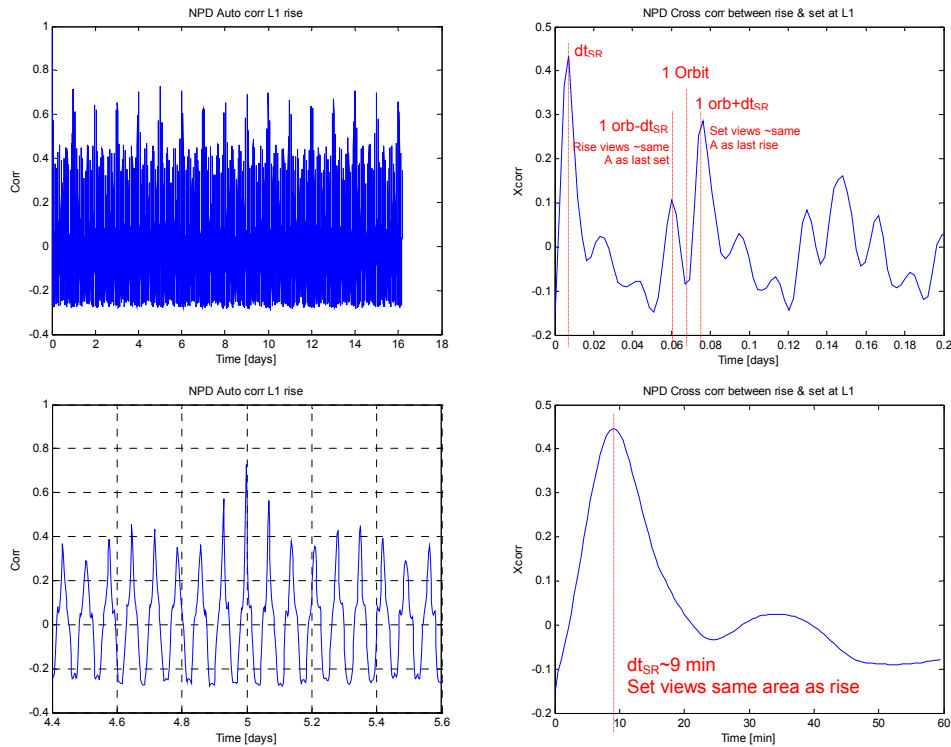 NPD Auto corr L1 rise
1
0.8
0.6
0.4
0.2
0
-0.2
-0.4
Corr
0 2 4 6 8 10 12 14 16 18
Time [days]
NPD Cross corr between rise & set at L1
0.5
0.4
0.3
0.2
0.1
0
-0.1
-0.2
Xcorr
dtSR
1 Orbit
1 orb+dtSR
1 orb-dtSR
Set views ~same
A as last rise
Rise views ~same
A as last set
0 0.02 0.04 0.06 0.08 0.1 0.12 0.14 0.16 0.18 0.2
Time [days]
NPD Auto corr L1 rise
1
0.8
0.6
0.4
0.2
0
-0.2
-0.4
Corr
4.4 4.6 4.8 5 5.2 5.4 5.6
Time [days]
NPD Cross corr between rise & set at L1
0.5
0.4
0.3
0.2
0.1
0
-0.1
-0.2
Xcorr
dtSR~9 min
Set views same area as rise
0 10 20 30 40 50 60
Time [min]